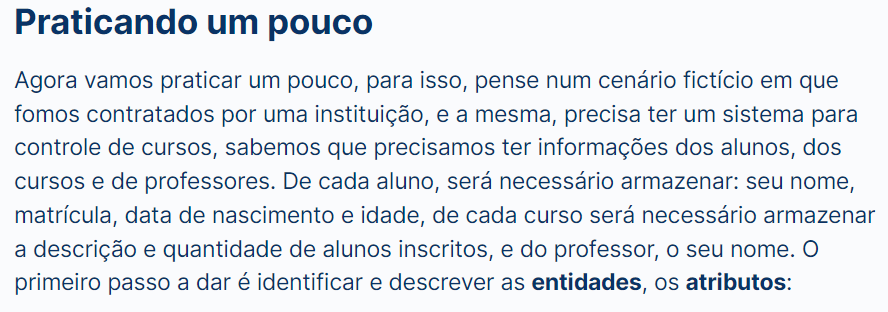 Praticando um pouco
Agora vamos praticar um pouco, para isso, pense num cenário fictício em que
fomos contratados por uma instituição, e a mesma, precisa ter um sistema para
controle de cursos, sabemos que precisamos ter informações dos alunos, dos
cursos e de professores. De cada aluno, será necessário armazenar: seu nome,
matrícula, data de nascimento e idade, de cada curso será necessário armazenar
a descrição e quantidade de alunos inscritos, e do professor, o seu nome. O
primeiro passo a dar é identificar e descrever as entidades, os atributos: